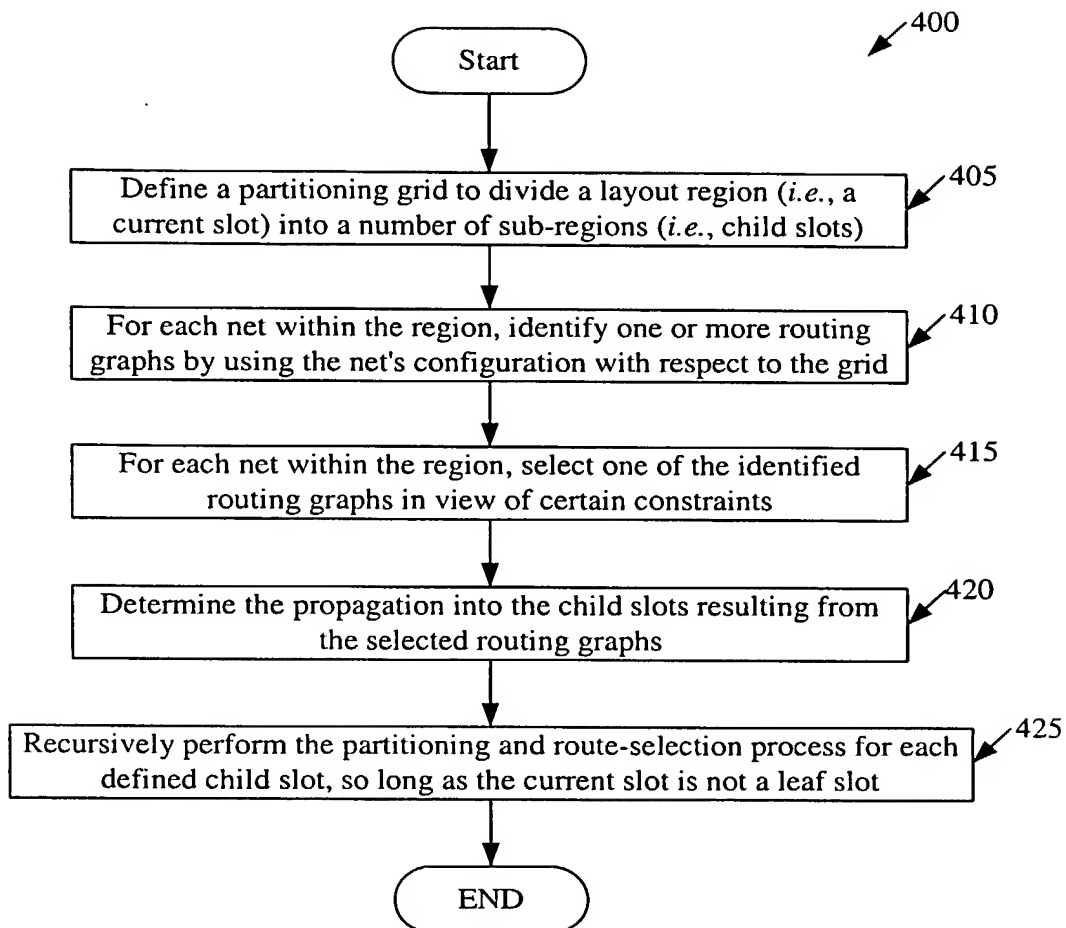 400
Start
Define a partitioning grid to divide a layout region (i.e., a
current slot) into a number of sub-regions (i.e., child slots)
405
For each net within the region, identify one or more routing
graphs by using the net's configuration with respect to the grid
410
For each net within the region, select one of the identified
routing graphs in view of certain constraints
415
Determine the propagation into the child slots resulting from
the selected routing graphs
420
Recursively perform the partitioning and route-selection process for each
defined child slot, so long as the current slot is not a leaf slot
425
END